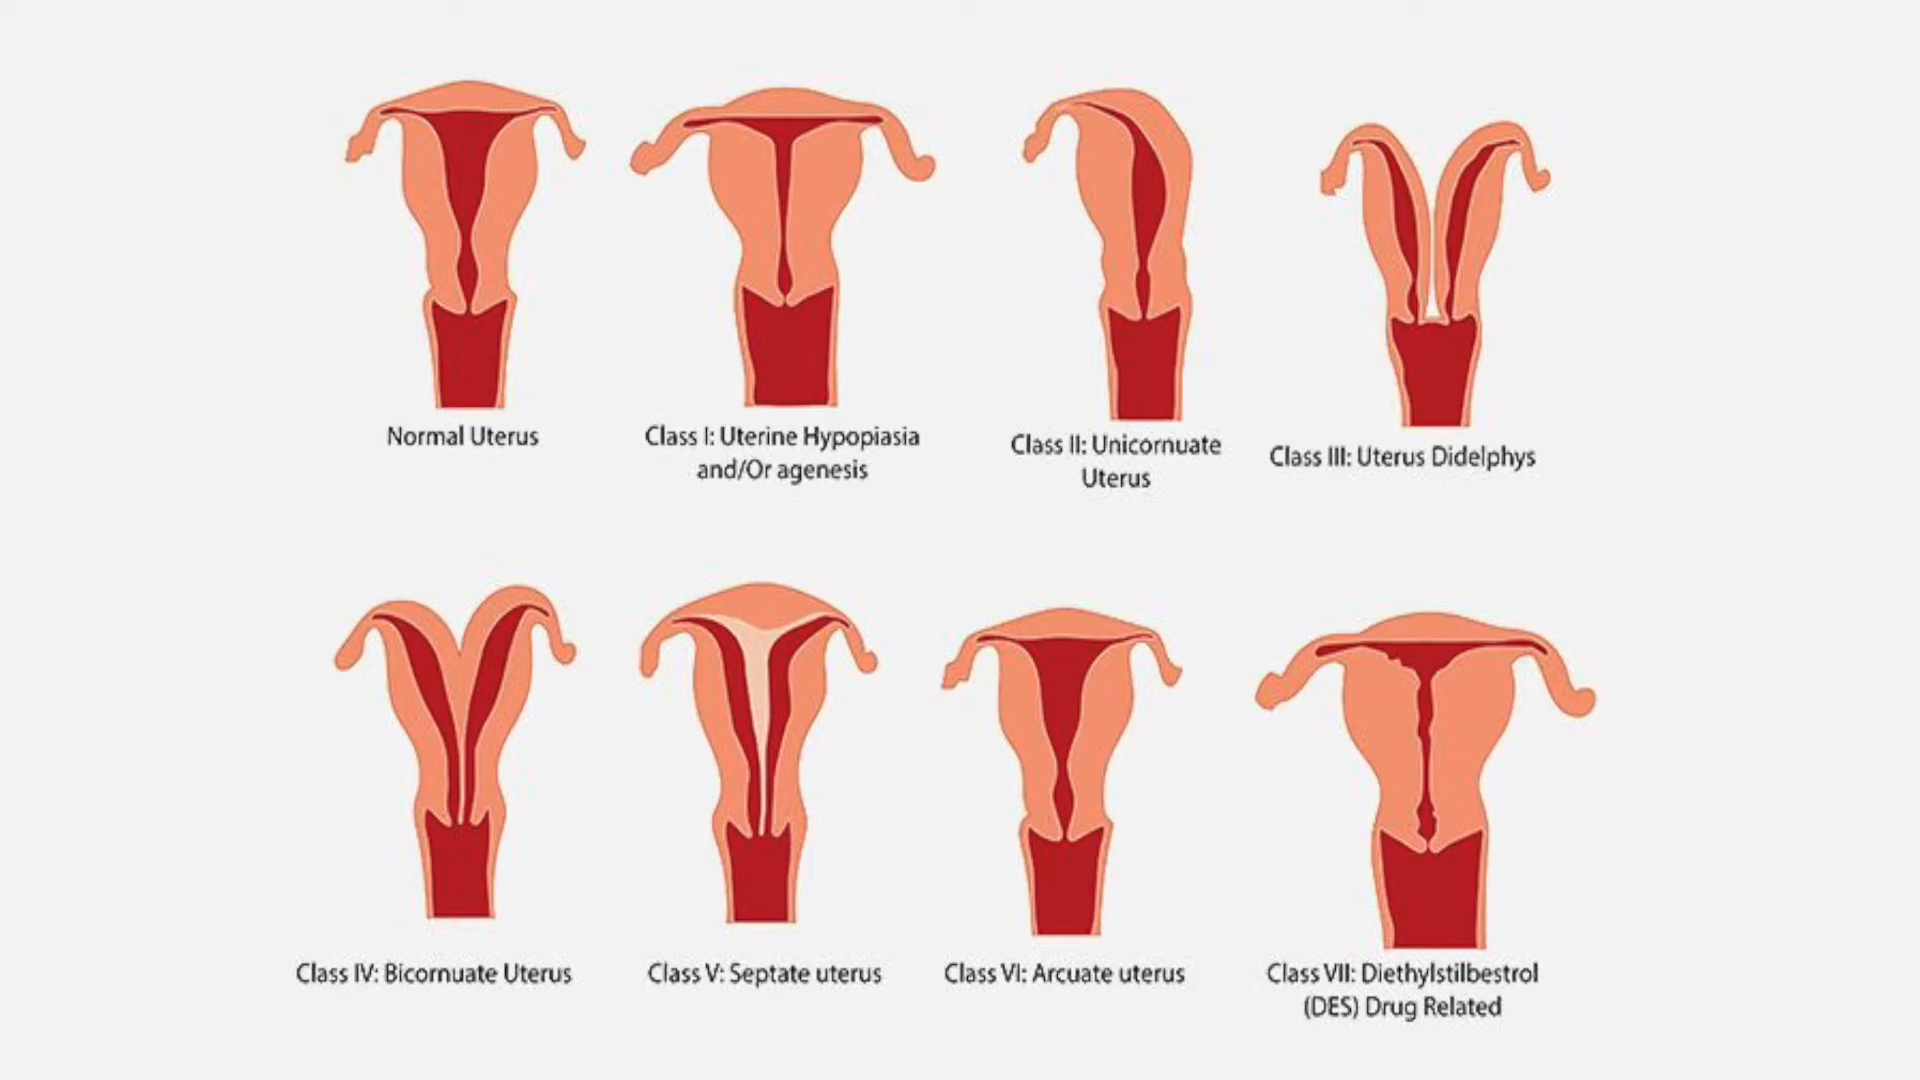 Normal Uterus
Class I: Uterine Hypopiasia
and/Or agenesis
Class II: Unicornuate
Uterus
Class III: Uterus Didelphys
Class IV: Bicornuate Uterus
Class V: Septate uterus
Class VI: Arcuate uterus
Class VII: Diethylstilbestrol
(DES) Drug Related